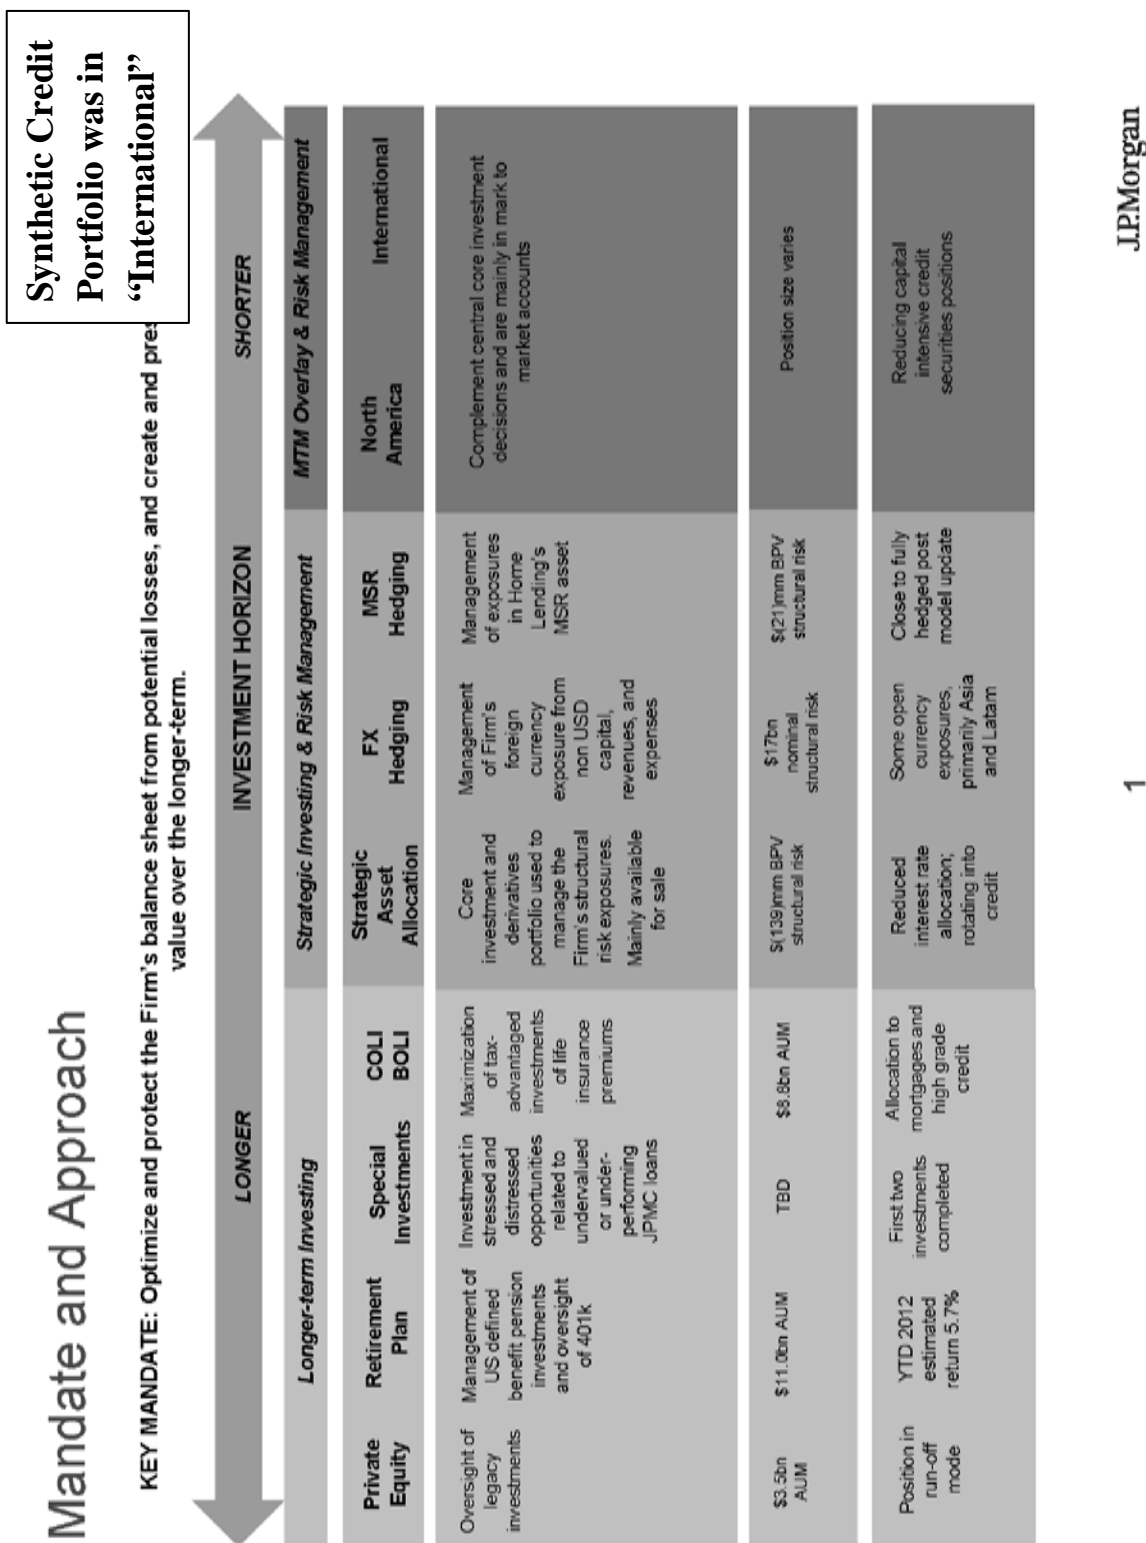 Synthetic Credit
Portfolio was in
“International”
Mandate and Approach
KEY MANDATE: Optimize and protect the Firm's balance sheet from potential losses, and create and pres
value over the longer-term.
LONGER
INVESTMENT HORIZON
SHORTER
Longer-term Investing
Strategic Investing & Risk Management
MTM Overlay & Risk Management
Private
Equity
Retirement
Plan
Special
Investments
COLI
BOLI
Strategic
Asset
Allocation
FX
Hedging
MSR
Hedging
North
America
International
Oversight of
legacy
investments
Management of
US defined
benefit pension
investments
and oversight
of 401k
Investment in
stressed and
distressed
opportunities
related to
undervalued
or under-
performing
JPMC loans
Maximization
of tax-
advantaged
investments
of life
insurance
premiums
Core
investment and
derivatives
portfolio used to
manage the
Firm's structural
risk exposures.
Mainly available
for sale
Management
of Firm's
foreign
currency
exposure from
non USD
capital,
revenues, and
expenses
Management
of exposures
in Home
Lending's
MSR asset
Complement central core investment
decisions and are mainly in mark to
market accounts
$3.5bn
AUM
$11.0bn AUM
TBD
$8.8bn AUM
$(139)mm BPV
structural risk
$17bn
nominal
structural risk
$(21)mm BPV
structural risk
Position size varies
Position in
run-off
mode
YTD 2012
estimated
return 5.7%
First two
investments
completed
Allocation to
mortgages and
high grade
credit
Reduced
interest rate
allocation;
rotating into
credit
Some open
currency
exposures,
primarily Asia
and Latam
Close to fully
hedged post
model update
Reducing capital
intensive credit
securities positions
1
J.P.Morgan